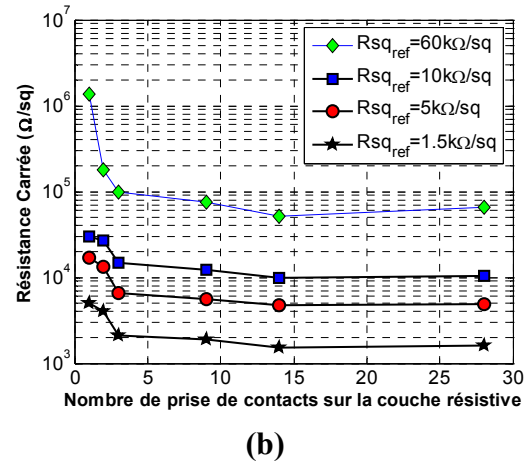 10^7
10^6
10^5
10^4
10^3
Résistance Carrée (Ω/sq)
Rsq_ref=60kΩ/sq
Rsq_ref=10kΩ/sq
Rsq_ref=5kΩ/sq
Rsq_ref=1.5kΩ/sq
0 5 10 15 20 25 30
Nombre de prise de contacts sur la couche résistive
(b)